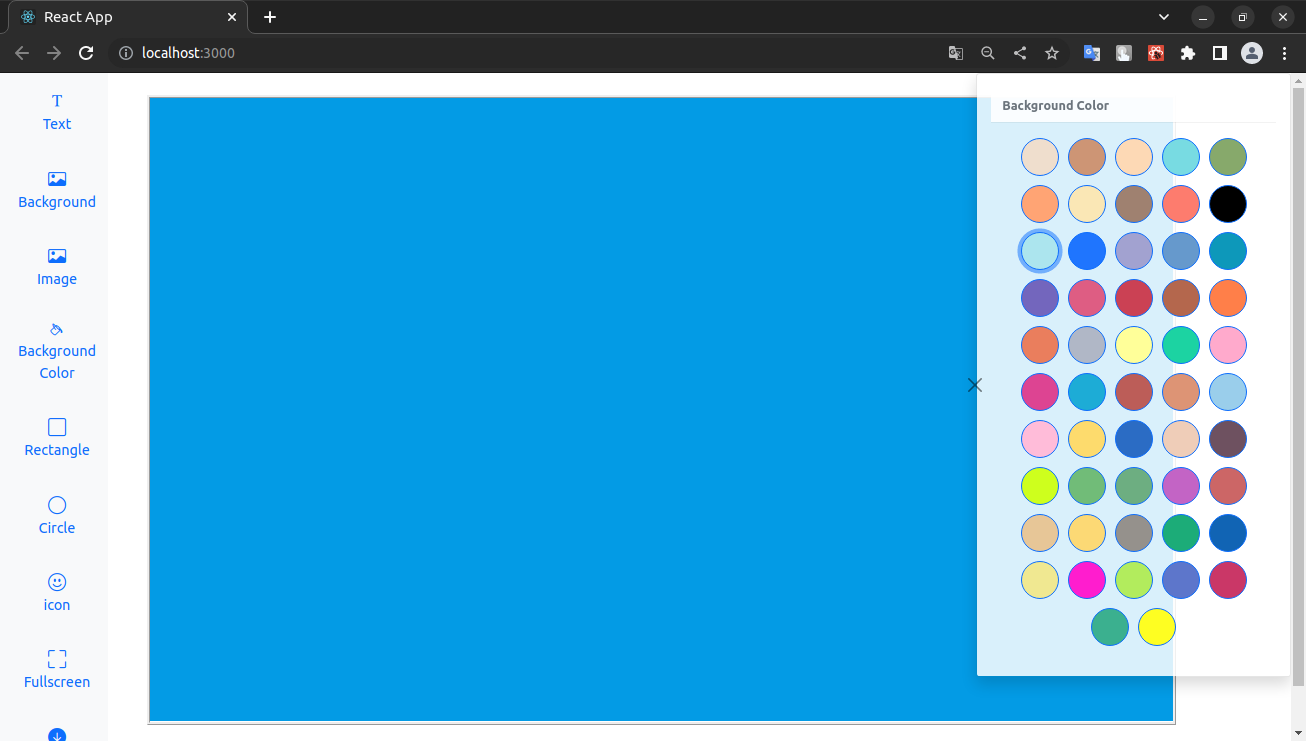 React App
localhost:3000
Text
Background
Image
Background
Color
Rectangle
Circle
icon
Fullscreen
Background Color